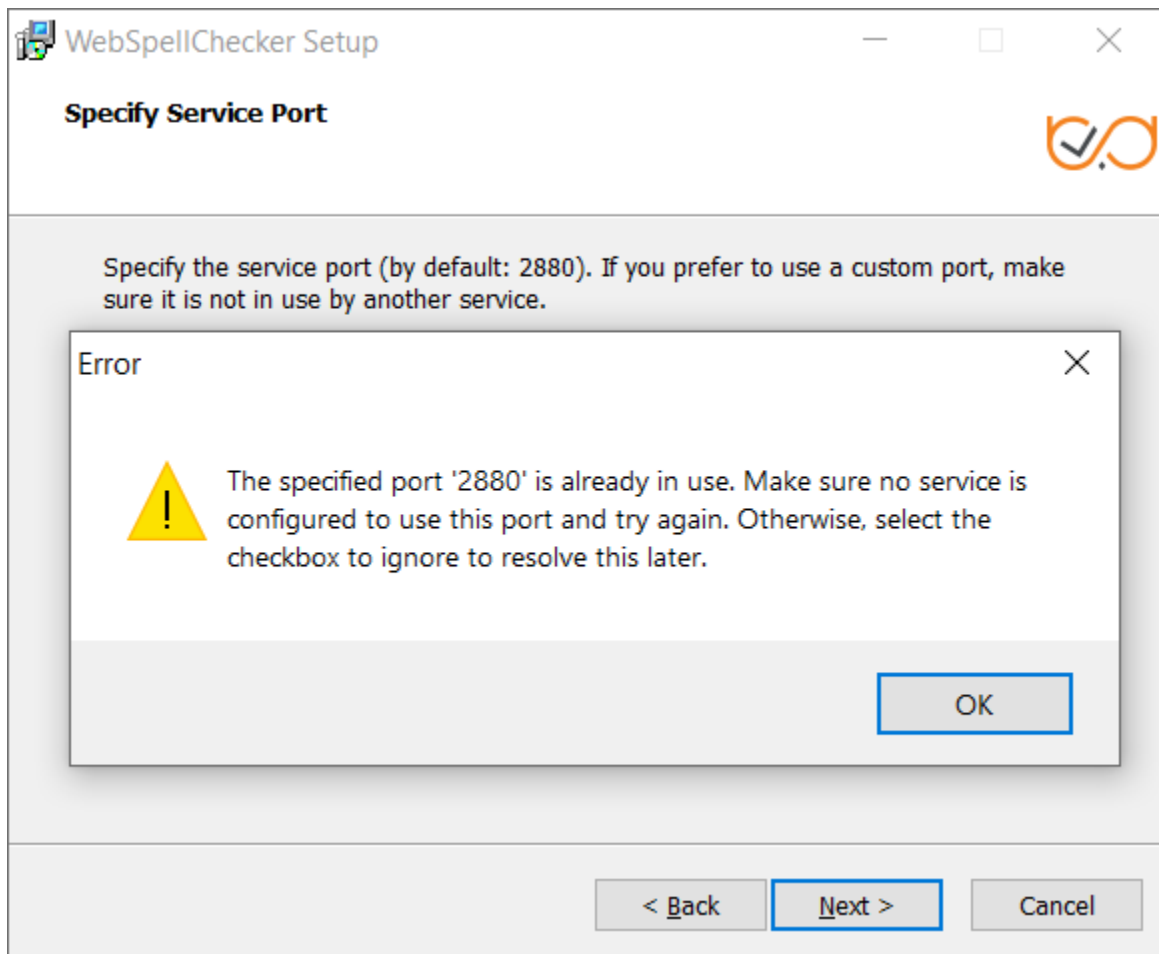 WebSpellChecker Setup
Specify Service Port
Specify the service port (by default: 2880). If you prefer to use a custom port, make
sure it is not in use by another service.
Error
The specified port '2880' is already in use. Make sure no service is
configured to use this port and try again. Otherwise, select the
checkbox to ignore to resolve this later.
OK
< Back
Next >
Cancel